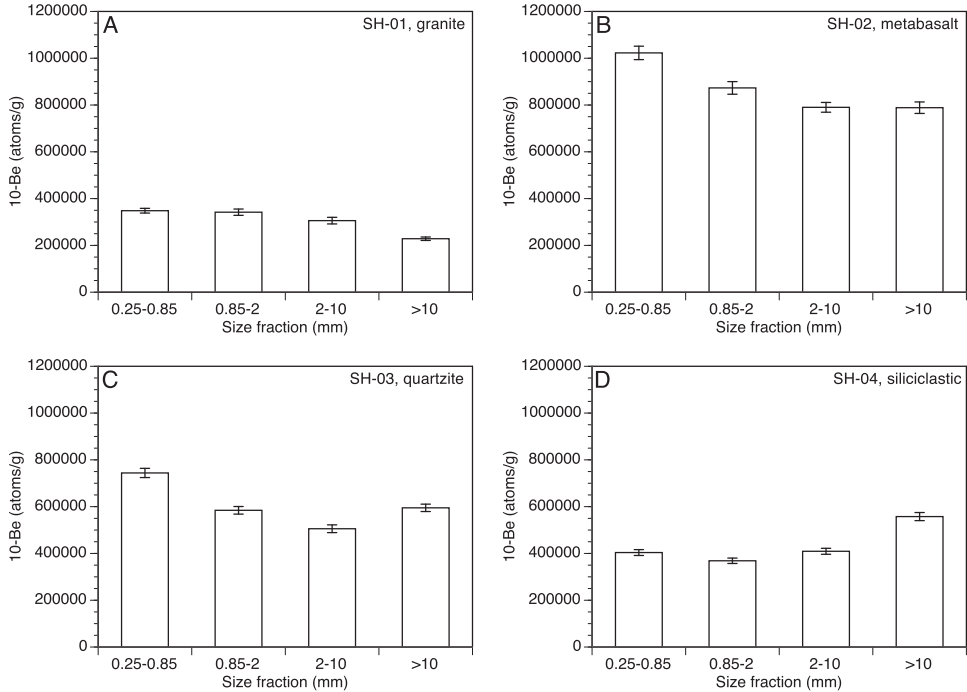 A
SH-01, granite
10-Be (atoms/g)
1200000
1000000
800000
600000
400000
200000
0
0.25-0.85 0.85-2 2-10 >10
Size fraction (mm)
B
SH-02, metabasalt
10-Be (atoms/g)
1200000
1000000
800000
600000
400000
200000
0
0.25-0.85 0.85-2 2-10 >10
Size fraction (mm)
C
SH-03, quartzite
10-Be (atoms/g)
1200000
1000000
800000
600000
400000
200000
0
0.25-0.85 0.85-2 2-10 >10
Size fraction (mm)
D
SH-04, siliciclastic
10-Be (atoms/g)
1200000
1000000
800000
600000
400000
200000
0
0.25-0.85 0.85-2 2-10 >10
Size fraction (mm)